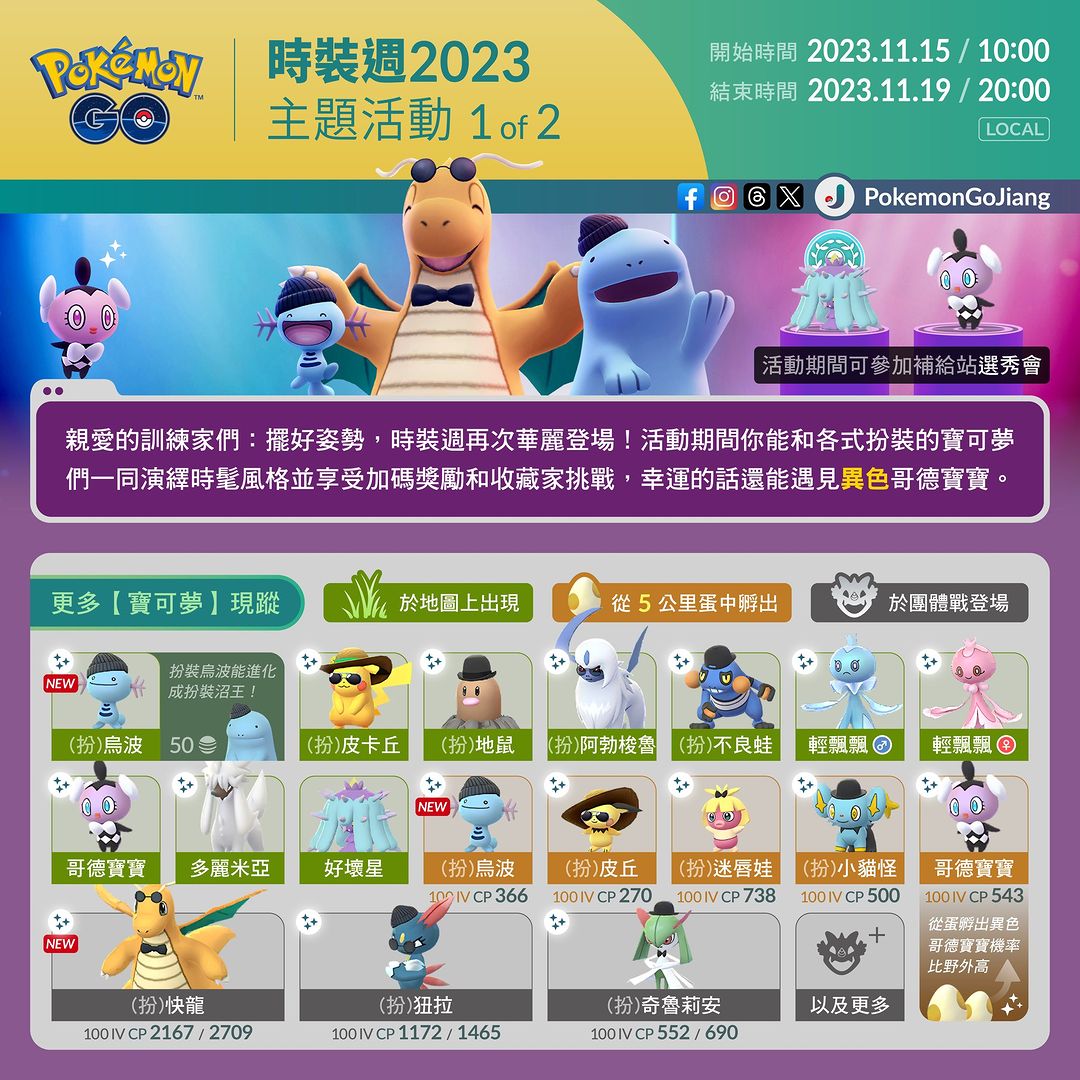 POKÉMON
GO
TM
時裝週2023
主題活動 1 of 2
開始時間 2023.11.15 / 10:00
結束時間 2023.11.19 / 20:00
LOCAL
PokemonGoJiang
活動期間可參加補給站選秀會
親愛的訓練家們：擺好姿勢，時裝週再次華麗登場！活動期間你能和各式扮裝的寶可夢
們一同演繹時髦風格並享受加碼獎勵和收藏家挑戰，幸運的話還能遇見異色哥德寶寶。
更多【寶可夢】現蹤
於地圖上出現
從 5 公里蛋中孵出
於團體戰登場
NEW
(扮)烏波
扮裝烏波能進化
成扮裝沼王！
50
(扮)皮卡丘
(扮)地鼠
(扮)阿勃梭魯
(扮)不良蛙
輕飄飄♂
輕飄飄♀
哥德寶寶
多麗米亞
好壞星
NEW
(扮)烏波
100 IV CP 366
(扮)皮丘
100 IV CP 270
(扮)迷唇娃
100 IV CP 738
(扮)小貓怪
100 IV CP 500
哥德寶寶
100 IV CP 543
從蛋孵出異色
哥德寶寶機率
比野外高
NEW
(扮)快龍
100 IV CP 2167 / 2709
(扮)狃拉
100 IV CP 1172 / 1465
(扮)奇魯莉安
100 IV CP 552 / 690
+
以及更多